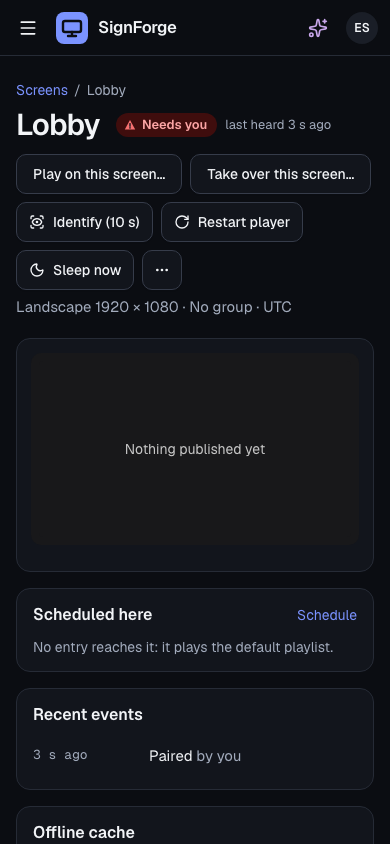 SignForge
ES
Screens / Lobby
Lobby Needs you last heard 3 s ago
Play on this screen... Take over this screen...
Identify (10 s) Restart player
Sleep now ...
Landscape 1920 × 1080 · No group · UTC
Nothing published yet
Scheduled here Schedule
No entry reaches it: it plays the default playlist.
Recent events
3 s ago Paired by you
Offline cache